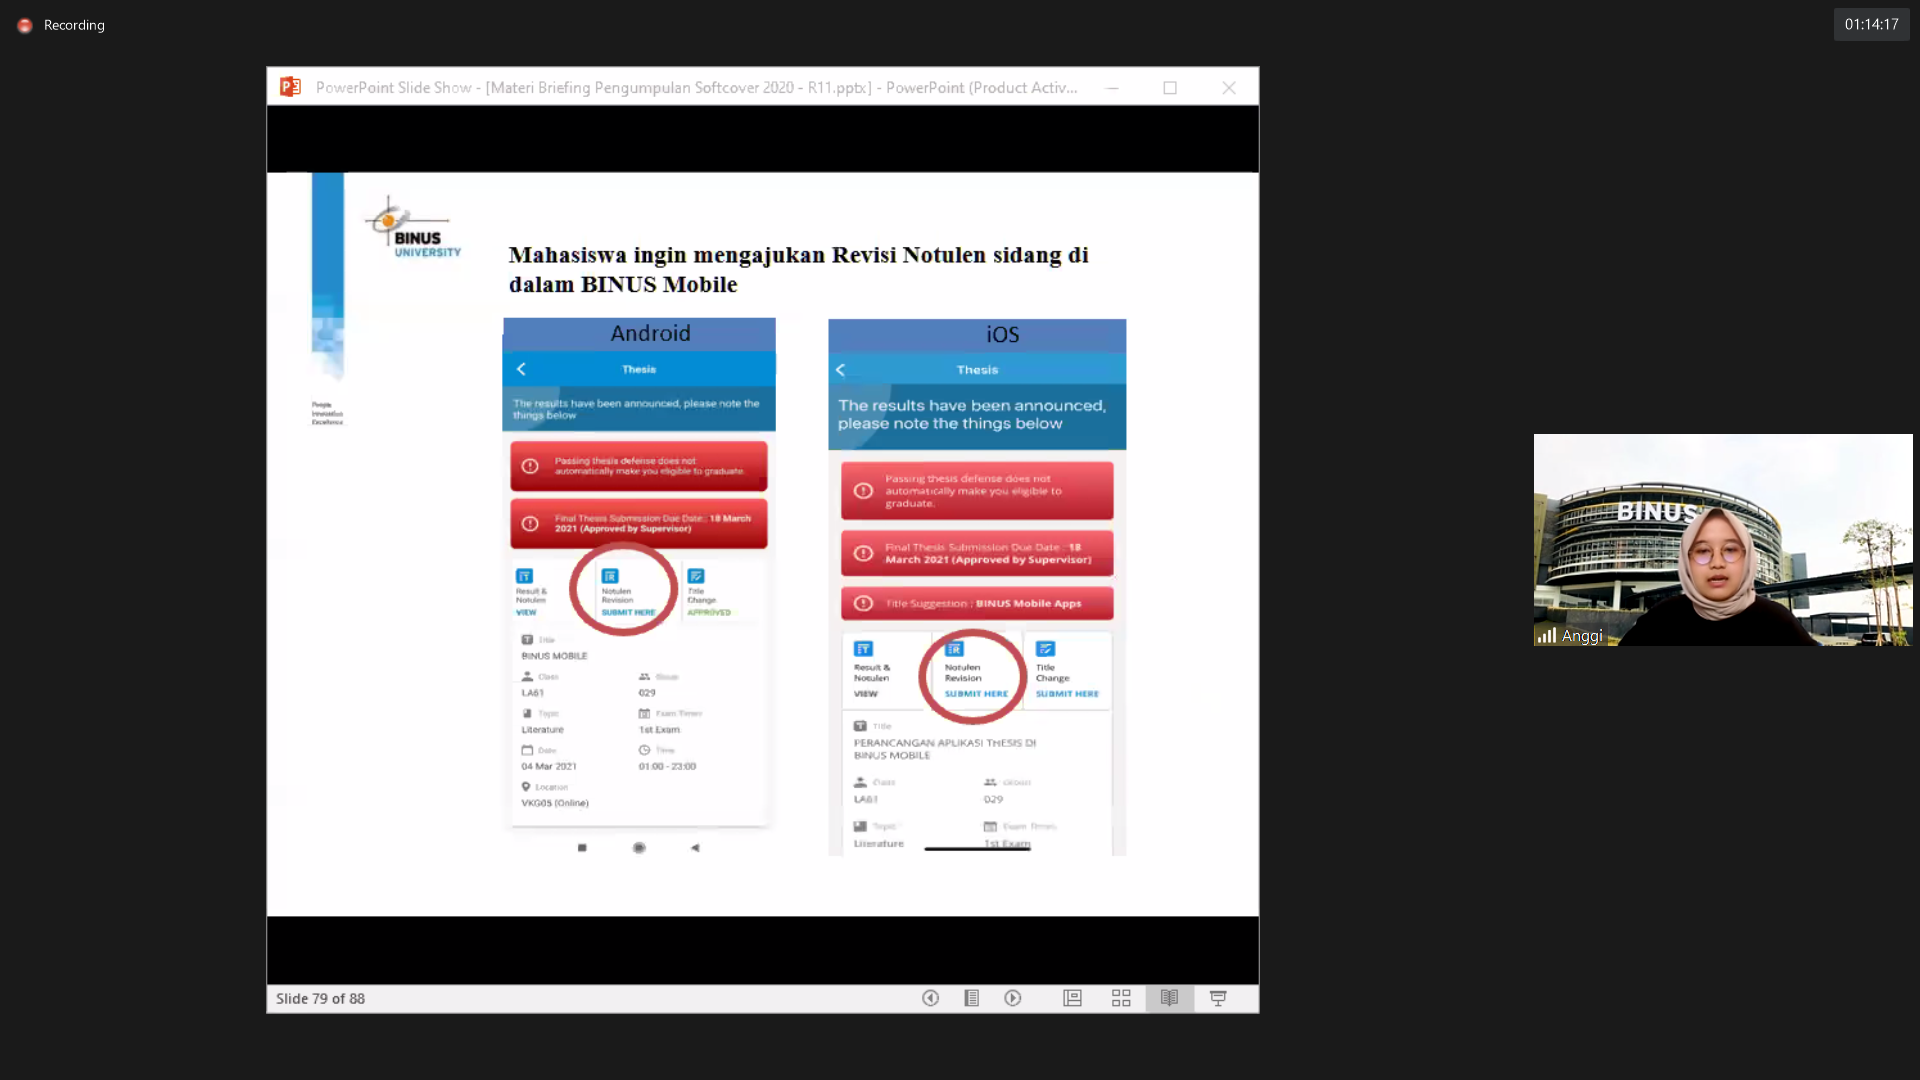 Recording
01:14:17
PowerPoint Slide Show - [Materi Briefing Pengumpulan Softcover 2020 - R11.pptx] - PowerPoint (Product Activ...
BINUS
UNIVERSITY
People
Innovation
Excellence
Mahasiswa ingin mengajukan Revisi Notulen sidang di
dalam BINUS Mobile
Android
Thesis
The results have been announced, please note the
things below
Passing thesis defense does not
automatically make you eligible to graduate.
Final Thesis Submission Due Date : 18 March
2021 (Approved by Supervisor)
Result &
Notulen
VIEW
Notulen
Revision
SUBMIT HERE
Title
Change
APPROVED
Title
BINUS MOBILE
Class
LA61
Group
029
Topic
Literature
Exam Times
1st Exam
Date
04 Mar 2021
Time
01:00 - 23:00
Location
VKG05 (Online)
iOS
Thesis
The results have been announced,
please note the things below
Passing thesis defense does not
automatically make you eligible to
graduate.
Final Thesis Submission Due Date : 18
March 2021 (Approved by Supervisor)
Title Suggestion : BINUS Mobile Apps
Result &
Notulen
VIEW
Notulen
Revision
SUBMIT HERE
Title
Change
SUBMIT HERE
Title
PERANCANGAN APLIKASI THESIS DI
BINUS MOBILE
Class
LA61
Group
029
Topic
Literature
Exam Times
1st Exam
BINUS
Anggi
Slide 79 of 88